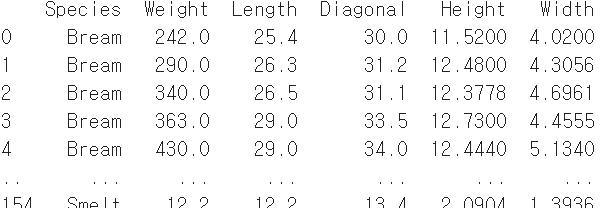 Species Weight Length Diagonal Height Width
0 Bream 242.0 25.4 30.0 11.5200 4.0200
1 Bream 290.0 26.3 31.2 12.4800 4.3056
2 Bream 340.0 26.5 31.1 12.3778 4.6961
3 Bream 363.0 29.0 33.5 12.7300 4.4555
4 Bream 430.0 29.0 34.0 12.4440 5.1340
.. ... ... ... ... ... ...
154 Smelt 12.2 12.2 13.4 2.0904 1.3936